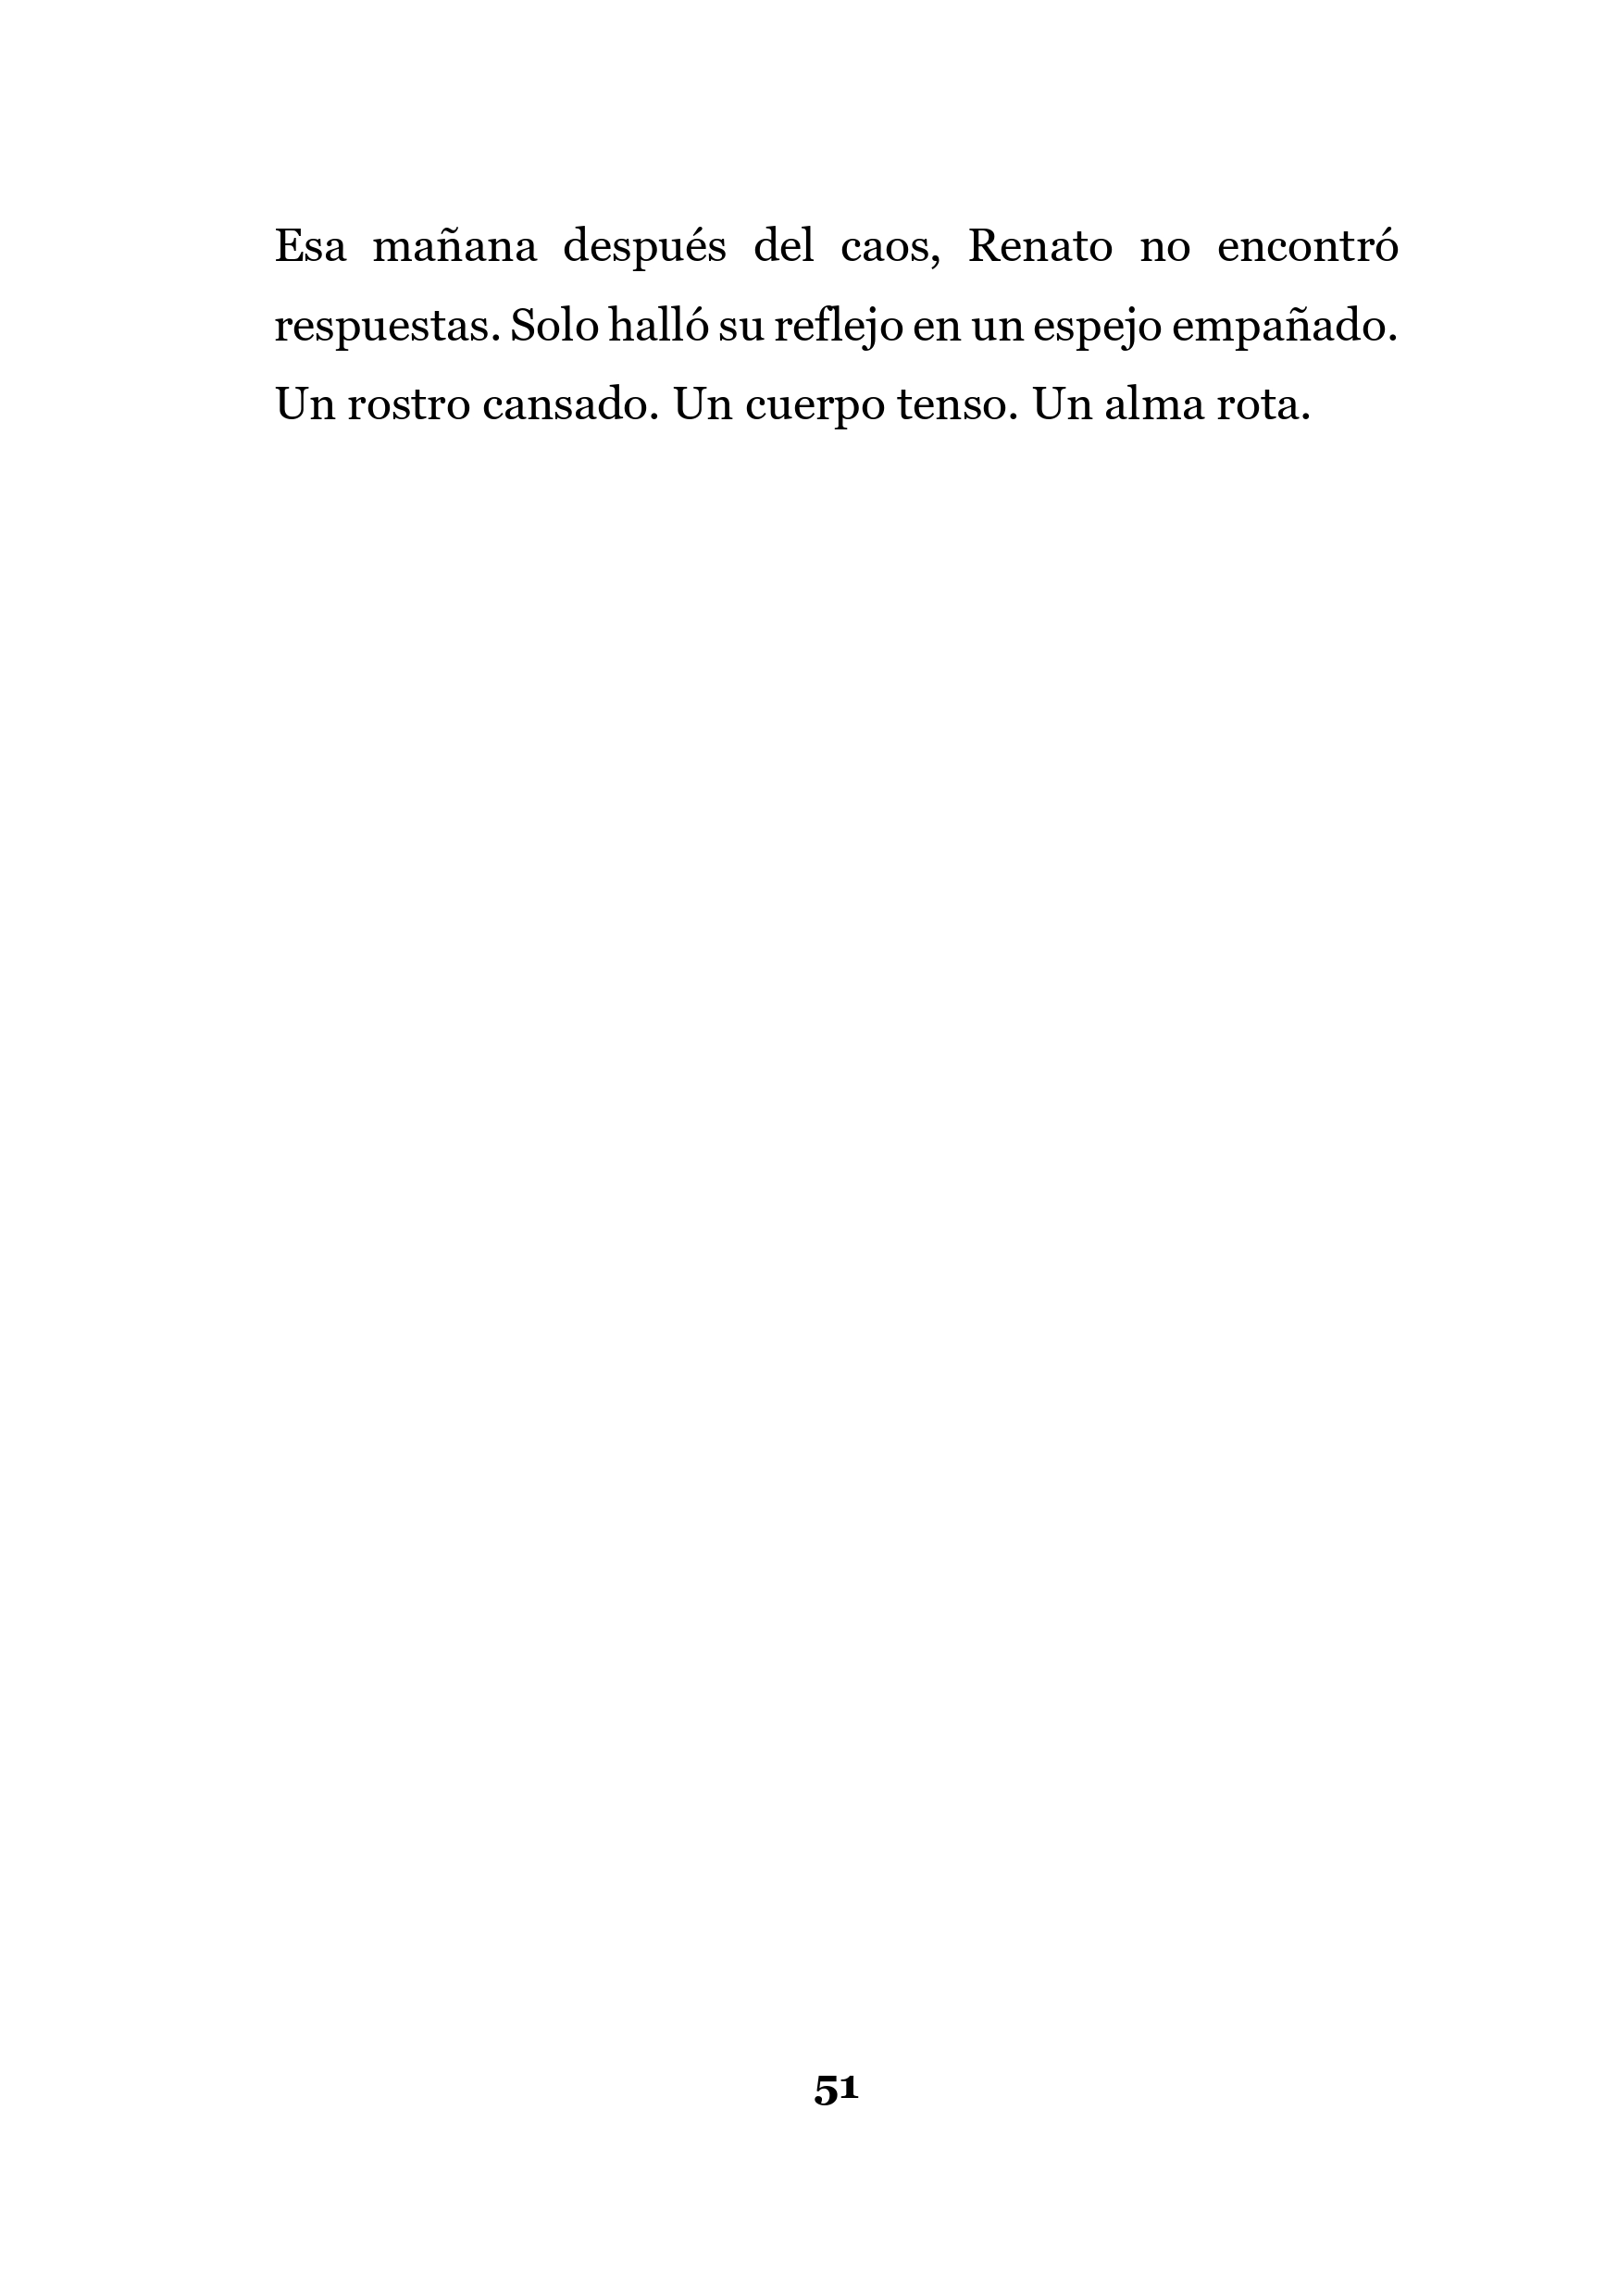 Esa mañana después del caos, Renato no encontró
respuestas. Solo halló su reflejo en un espejo empañado.
Un rostro cansado. Un cuerpo tenso. Un alma rota.
51